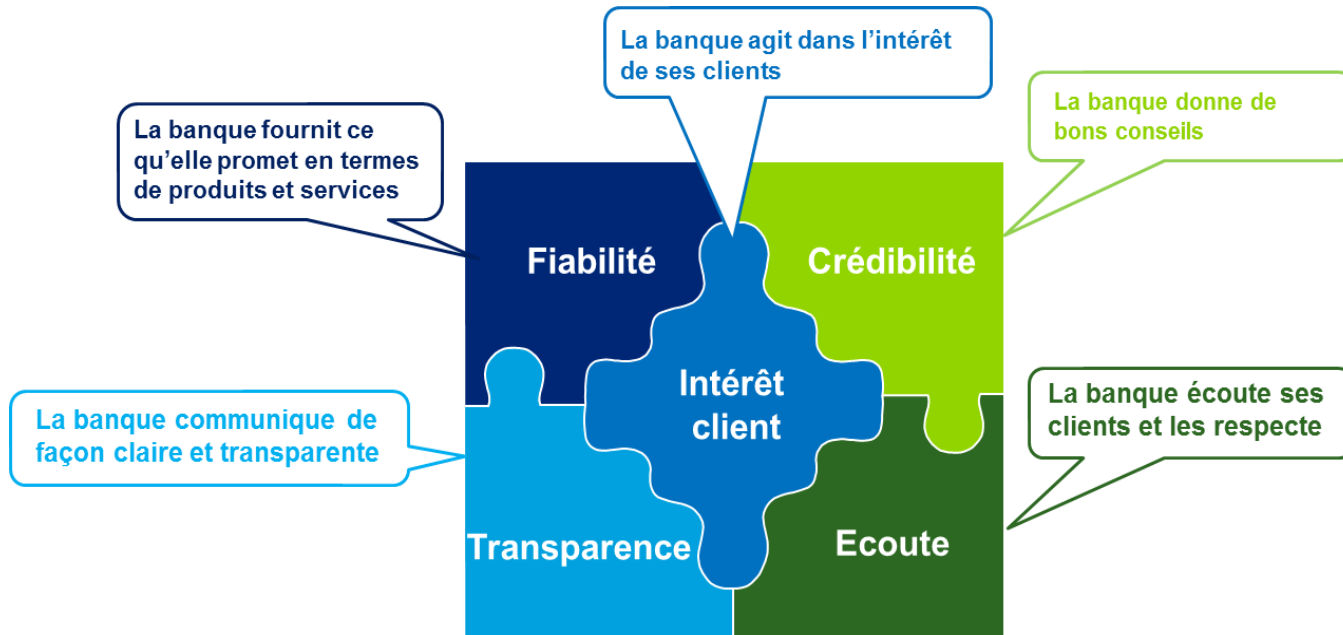 La banque agit dans l’intérêt
de ses clients
La banque fournit ce
qu’elle promet en termes
de produits et services
La banque donne de
bons conseils
Fiabilité
Crédibilité
Intérêt
client
La banque communique de
façon claire et transparente
La banque écoute ses
clients et les respecte
Transparence
Ecoute